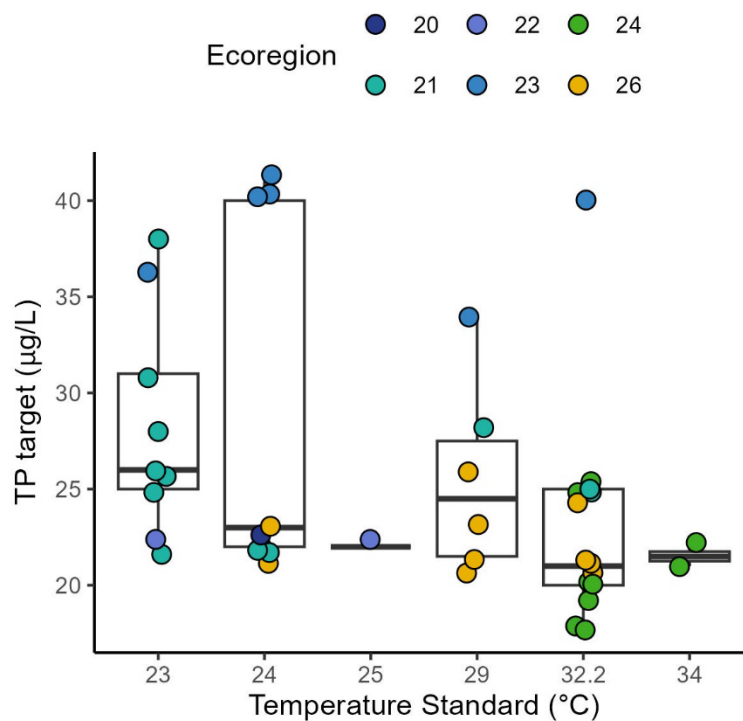 Ecoregion
20 22 24
21 23 26
TP target (µg/L)
40
35
30
25
20
23 24 25 29 32.2 34
Temperature Standard (°C)